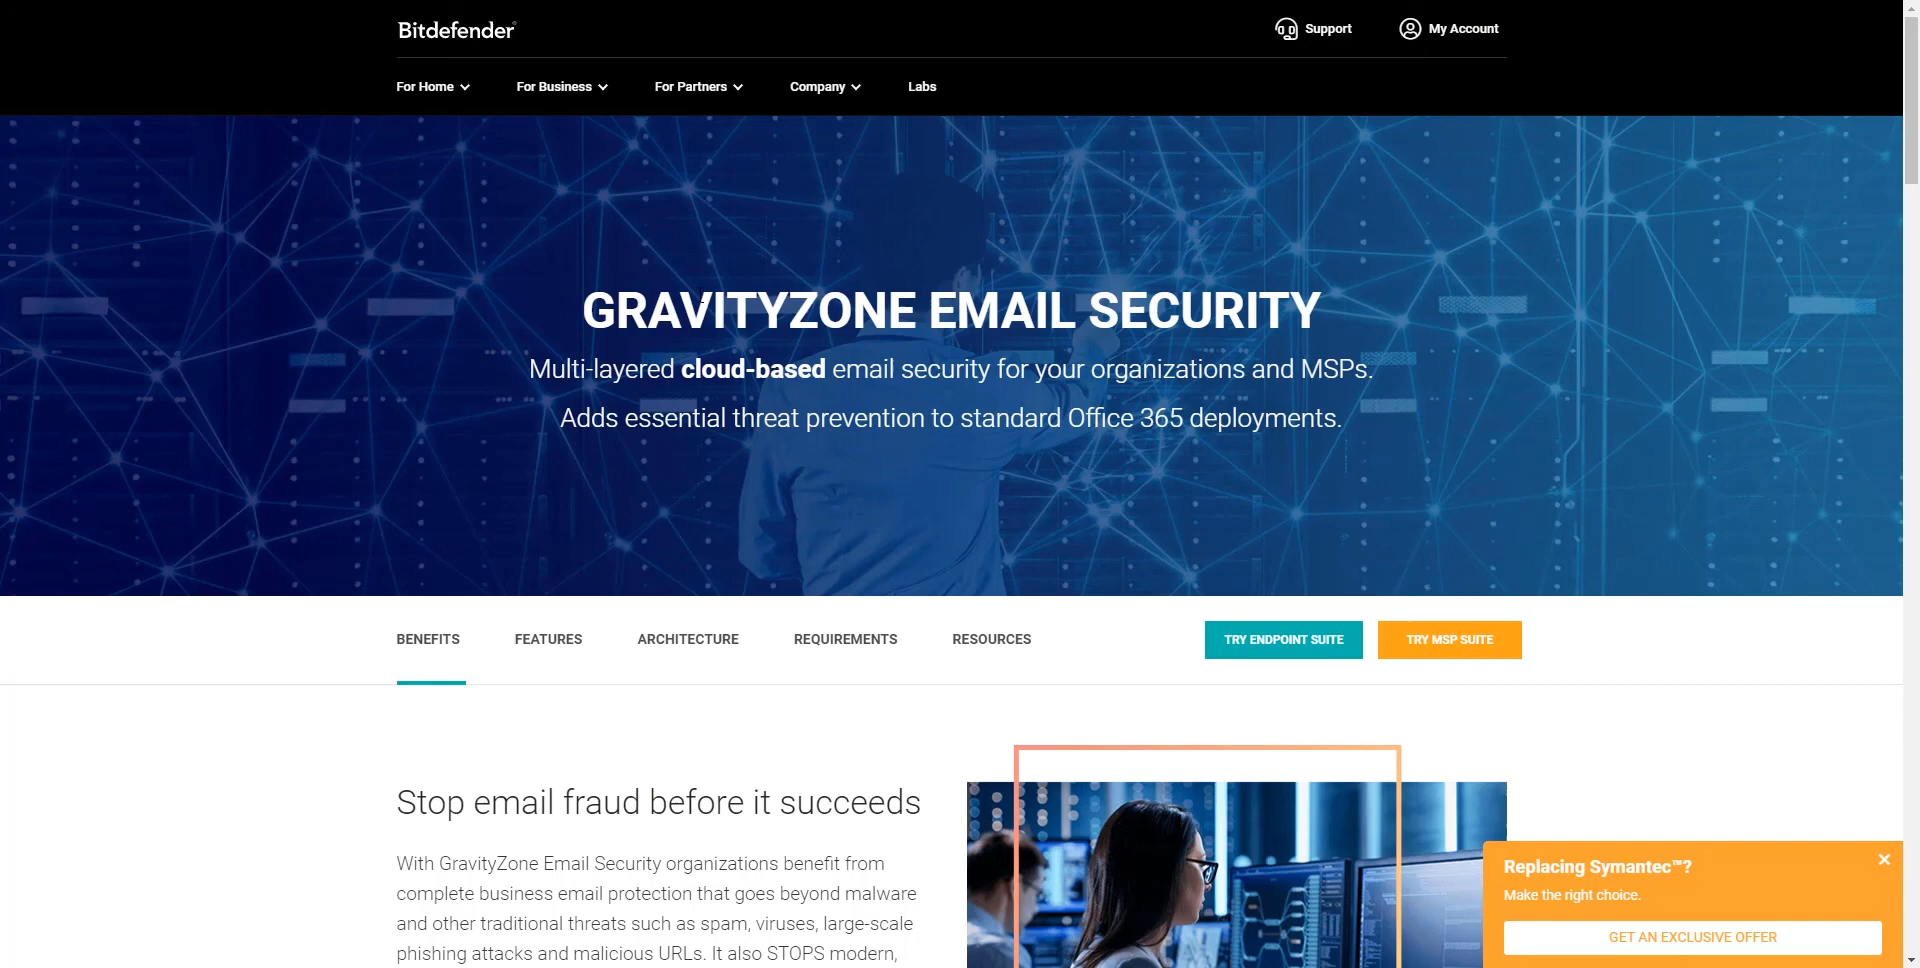 Bitdefender®
Support
My Account
For Home
For Business
For Partners
Company
Labs
GRAVITYZONE EMAIL SECURITY
Multi-layered cloud-based email security for your organizations and MSPs.
Adds essential threat prevention to standard Office 365 deployments.
BENEFITS
FEATURES
ARCHITECTURE
REQUIREMENTS
RESOURCES
TRY ENDPOINT SUITE
TRY MSP SUITE
Stop email fraud before it succeeds
With GravityZone Email Security organizations benefit from
complete business email protection that goes beyond malware
and other traditional threats such as spam, viruses, large-scale
phishing attacks and malicious URLs. It also STOPS modern,
Replacing Symantec™?
Make the right choice.
GET AN EXCLUSIVE OFFER